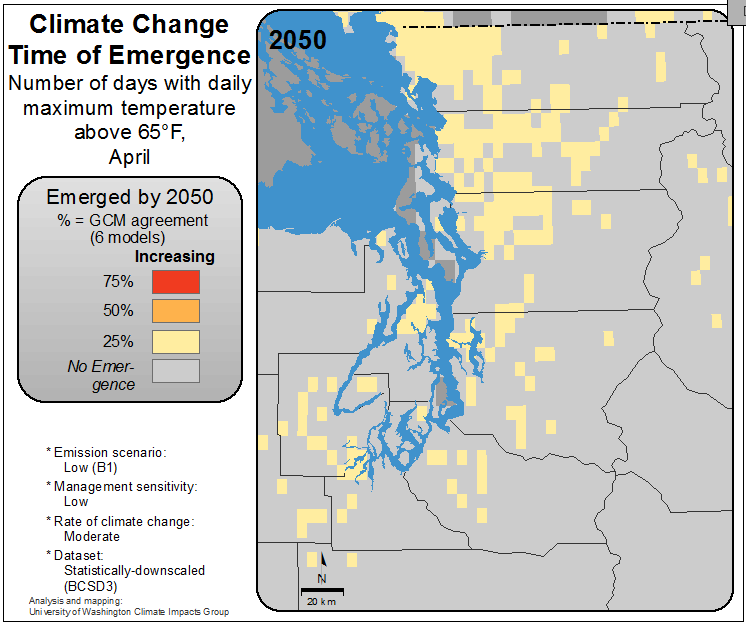 Climate Change
Time of Emergence
Number of days with daily
maximum temperature
above 65°F,
April
Emerged by 2050
% = GCM agreement
(6 models)
Increasing
75%
50%
25%
No Emer-
gence
* Emission scenario:
Low (B1)
* Management sensitivity:
Low
* Rate of climate change:
Moderate
* Dataset:
Statistically-downscaled
(BCSD3)
Analysis and mapping:
University of Washington Climate Impacts Group
2050
N
20 km